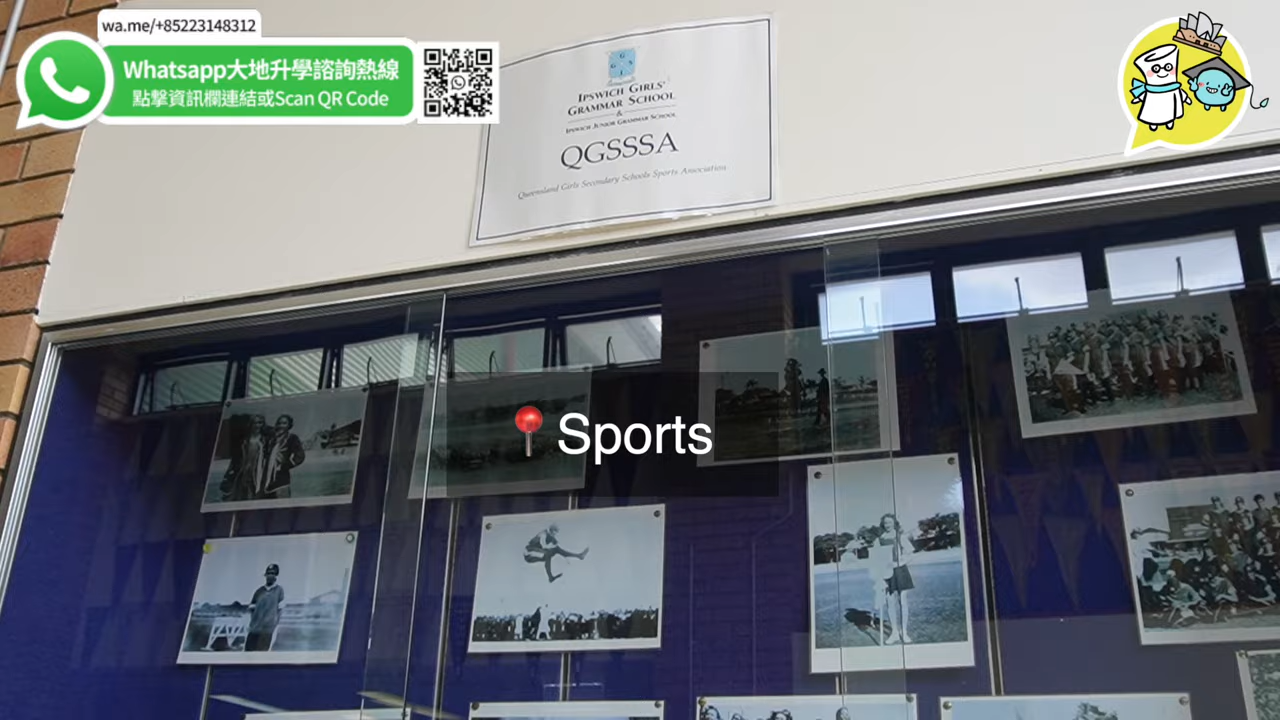 wa.me/+85223148312
Whatsapp大地升學諮詢熱線
點擊資訊欄連結或Scan QR Code
IPSWICH GIRLS'
GRAMMAR SCHOOL
&
IPSWICH JUNIOR GRAMMAR SCHOOL
QGSSSA
Queensland Girls Secondary Schools Sports Association
📍Sports